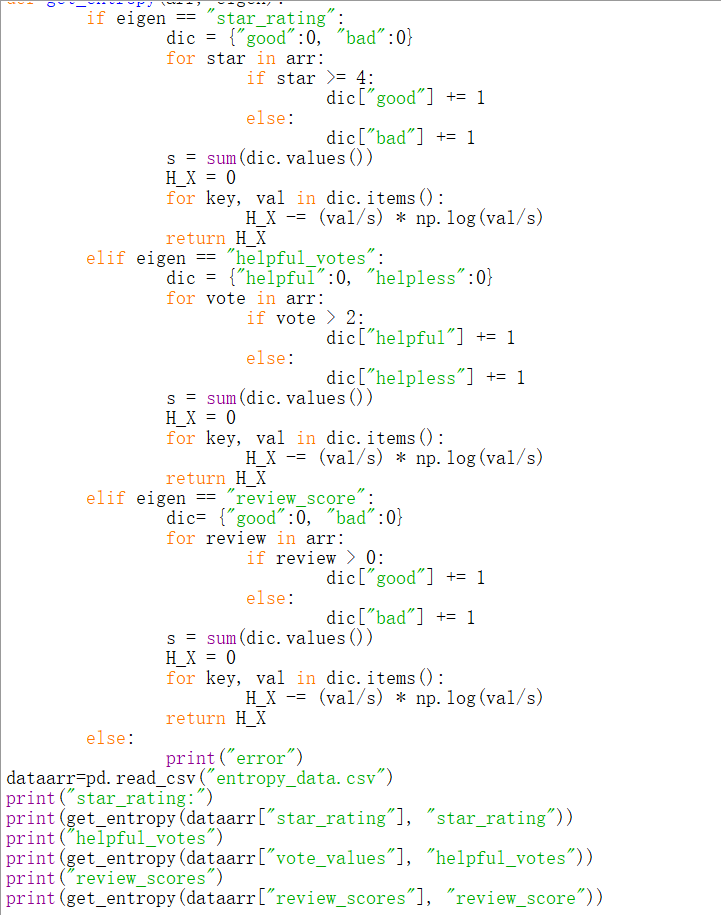 def get_entropy(arr, eigen):
        if eigen == "star_rating":
                dic = {"good":0, "bad":0}
                for star in arr:
                        if star >= 4:
                                dic["good"] += 1
                        else:
                                dic["bad"] += 1
                s = sum(dic.values())
                H_X = 0
                for key, val in dic.items():
                        H_X -= (val/s) * np.log(val/s)
                return H_X
        elif eigen == "helpful_votes":
                dic = {"helpful":0, "helpless":0}
                for vote in arr:
                        if vote > 2:
                                dic["helpful"] += 1
                        else:
                                dic["helpless"] += 1
                s = sum(dic.values())
                H_X = 0
                for key, val in dic.items():
                        H_X -= (val/s) * np.log(val/s)
                return H_X
        elif eigen == "review_score":
                dic= {"good":0, "bad":0}
                for review in arr:
                        if review > 0:
                                dic["good"] += 1
                        else:
                                dic["bad"] += 1
                s = sum(dic.values())
                H_X = 0
                for key, val in dic.items():
                        H_X -= (val/s) * np.log(val/s)
                return H_X
        else:
                print("error")
dataarr=pd.read_csv("entropy_data.csv")
print("star_rating:")
print(get_entropy(dataarr["star_rating"], "star_rating"))
print("helpful_votes")
print(get_entropy(dataarr["vote_values"], "helpful_votes"))
print("review_scores")
print(get_entropy(dataarr["review_scores"], "review_score"))